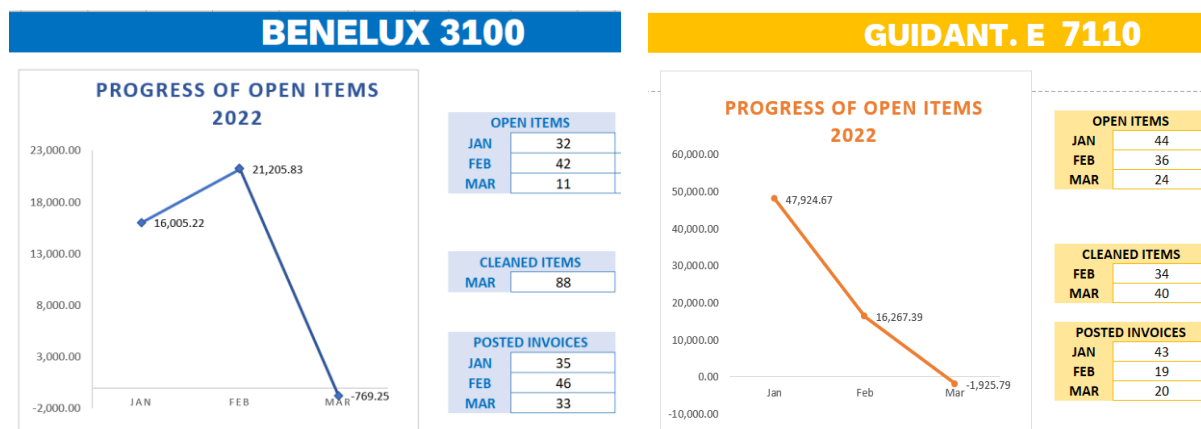 BENELUX 3100
PROGRESS OF OPEN ITEMS
2022
23,000.00
18,000.00
13,000.00
8,000.00
3,000.00
-2,000.00
16,005.22
21,205.83
-769.25
JAN FEB MAR
OPEN ITEMS
JAN 32
FEB 42
MAR 11
CLEANED ITEMS
MAR 88
POSTED INVOICES
JAN 35
FEB 46
MAR 33
GUIDANT. E 7110
PROGRESS OF OPEN ITEMS
2022
60,000.00
50,000.00
40,000.00
30,000.00
20,000.00
10,000.00
0.00
-10,000.00
47,924.67
16,267.39
-1,925.79
Jan Feb Mar
OPEN ITEMS
JAN 44
FEB 36
MAR 24
CLEANED ITEMS
FEB 34
MAR 40
POSTED INVOICES
JAN 43
FEB 19
MAR 20